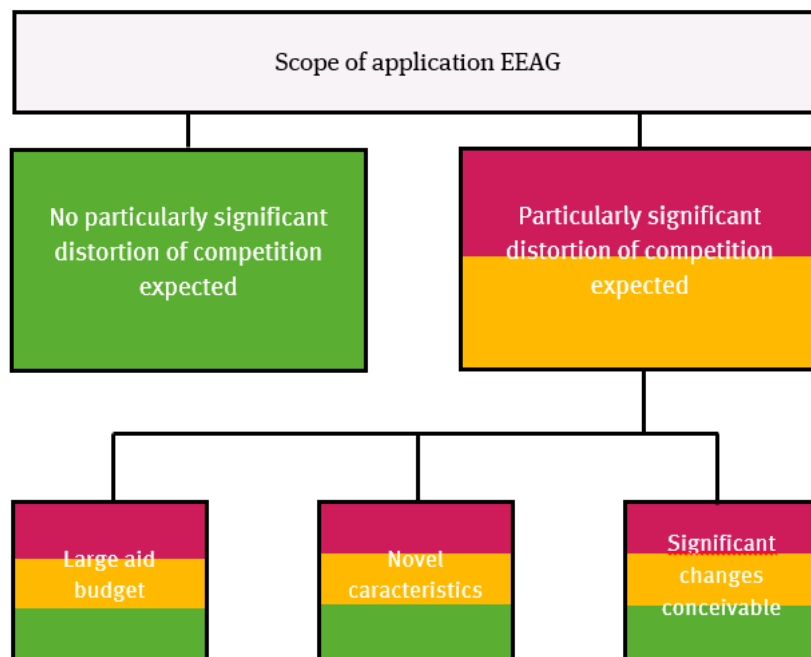 Scope of application EEAG
No particularly significant
distortion of competition
expected
Particularly significant
distortion of competition
expected
Large aid
budget
Novel
caracteristics
Significant
changes
conceivable